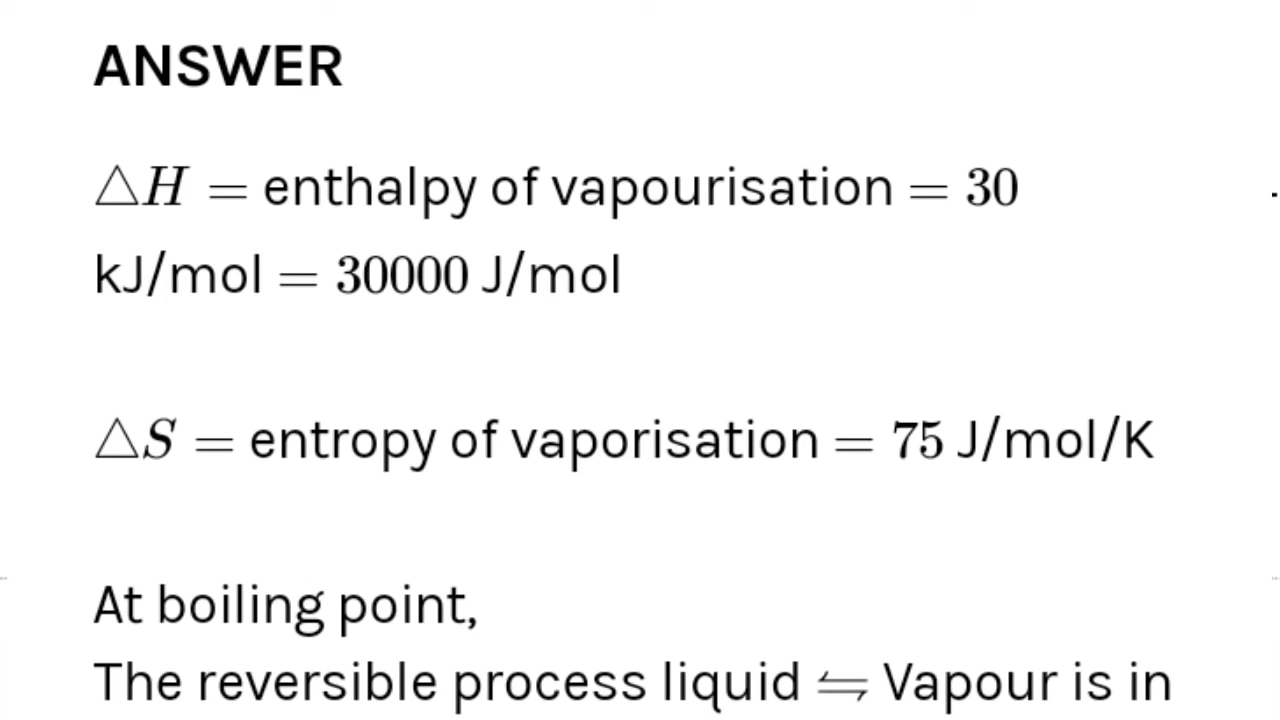 ANSWER
△H = enthalpy of vapourisation = 30
kJ/mol = 30000 J/mol
△S = entropy of vaporisation = 75 J/mol/K
At boiling point,
The reversible process liquid ⇋ Vapour is in